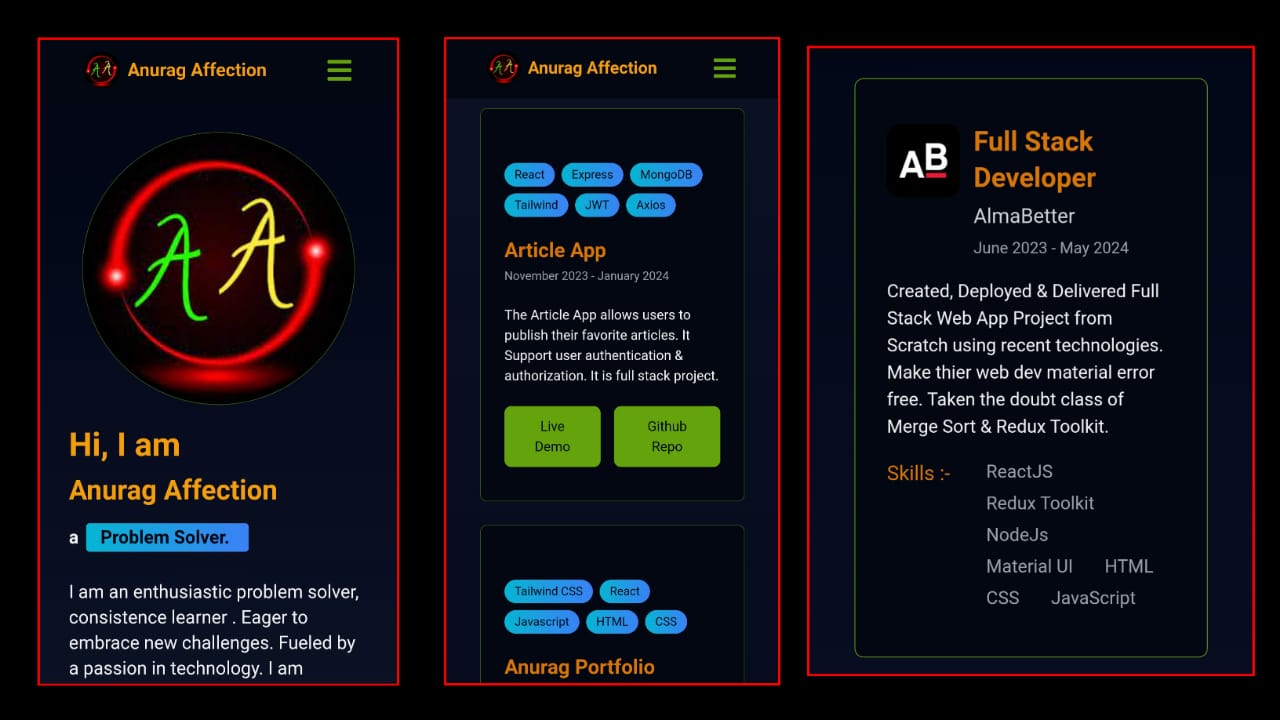 Anurag Affection
A A
Hi, I am
Anurag Affection
a Problem Solver.
I am an enthusiastic problem solver,
consistence learner . Eager to
embrace new challenges. Fueled by
a passion in technology. I am
Anurag Affection
React Express MongoDB
Tailwind JWT Axios
Article App
November 2023 - January 2024
The Article App allows users to
publish their favorite articles. It
Support user authentication &
authorization. It is full stack project.
Live
Demo
Github
Repo
Tailwind CSS React
Javascript HTML CSS
Anurag Portfolio
AB
Full Stack
Developer
AlmaBetter
June 2023 - May 2024
Created, Deployed & Delivered Full
Stack Web App Project from
Scratch using recent technologies.
Make thier web dev material error
free. Taken the doubt class of
Merge Sort & Redux Toolkit.
Skills :- ReactJS
Redux Toolkit
NodeJs
Material UI HTML
CSS JavaScript